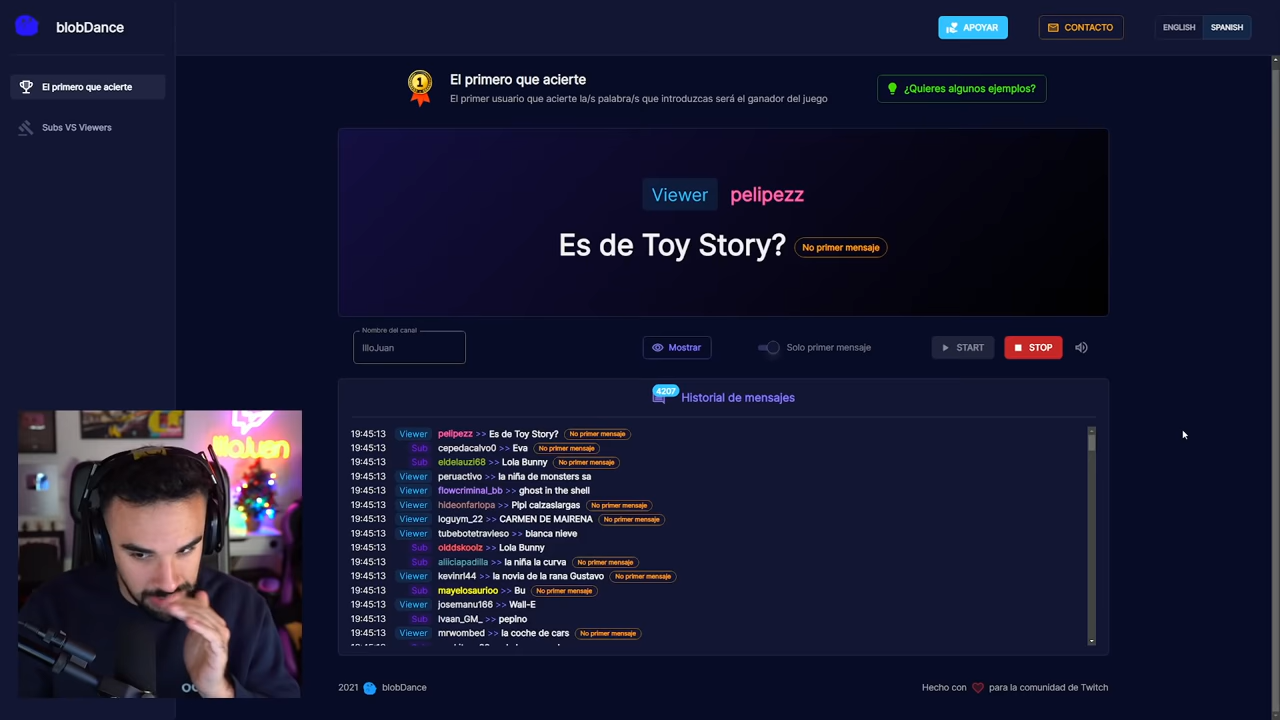 blobDance
APOYAR
CONTACTO
ENGLISH
SPANISH
El primero que acierte
Subs VS Viewers
1
El primero que acierte
El primer usuario que acierte la/s palabra/s que introduzcas será el ganador del juego
¿Quieres algunos ejemplos?
Viewer pelipezz
Es de Toy Story? No primer mensaje
Nombre del canal
IlloJuan
Mostrar
Solo primer mensaje
START
STOP
4207
Historial de mensajes
19:45:13 Viewer pelipezz >> Es de Toy Story? No primer mensaje
19:45:13 Sub cepedacalvo0 >> Eva No primer mensaje
19:45:13 Sub eldelauzi68 >> Lola Bunny No primer mensaje
19:45:13 Viewer peruactivo >> la niña de monsters sa
19:45:13 Viewer flowcriminal_bb >> ghost in the shell
19:45:13 Viewer hideonfariopa >> Pipi calzaslargas No primer mensaje
19:45:13 Viewer loguym_22 >> CARMEN DE MAIRENA No primer mensaje
19:45:13 Viewer tubebotetravieso >> blanca nieve
19:45:13 Sub olddskoolz >> Lola Bunny
19:45:13 Sub aliiciapadilla >> la niña la curva No primer mensaje
19:45:13 Viewer kevinri44 >> la novia de la rana Gustavo No primer mensaje
19:45:13 Sub mayelosaurioo >> Bu No primer mensaje
19:45:13 Viewer josemanu166 >> Wall-E
19:45:13 Sub Ivaan_GM_ >> pepino
19:45:13 Viewer mrwombed >> la coche de cars No primer mensaje
IlloJuan
2021 blobDance
Hecho con para la comunidad de Twitch